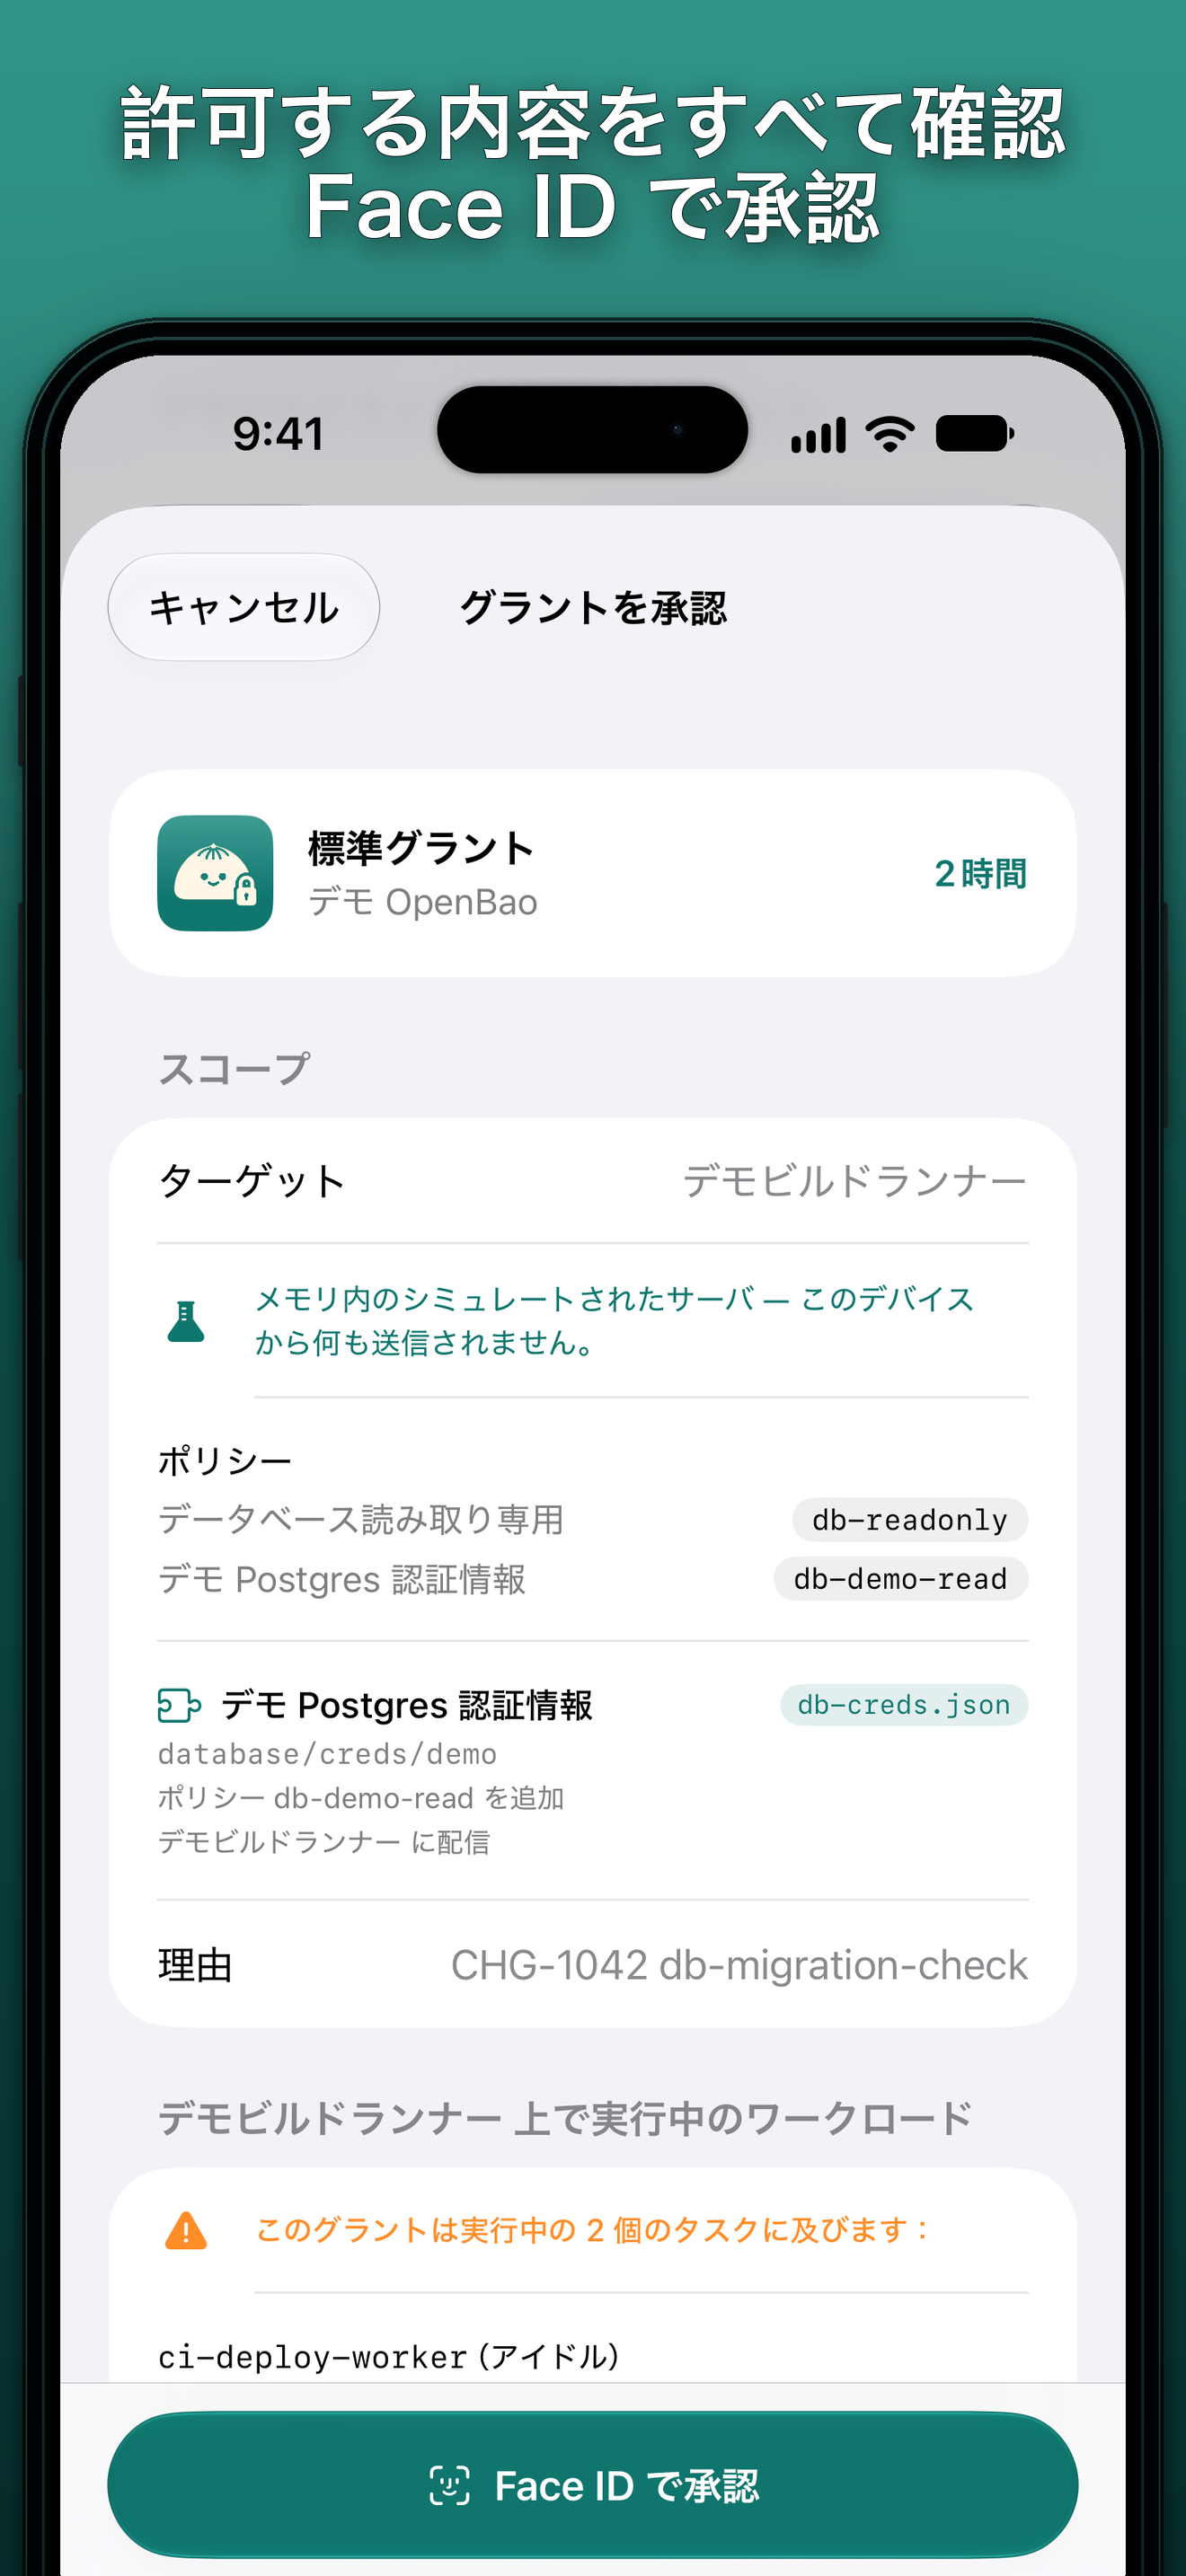 許可する内容をすべて確認
Face ID で承認
9:41
キャンセル
グラントを承認
標準グラント
デモ OpenBao
2時間
スコープ
ターゲット
デモビルドランナー
メモリ内のシミュレートされたサーバ — このデバイス
から何も送信されません。
ポリシー
データベース読み取り専用
db-readonly
デモ Postgres 認証情報
db-demo-read
デモ Postgres 認証情報
db-creds.json
database/creds/demo
ポリシー db-demo-read を追加
デモビルドランナー に配信
理由
CHG-1042 db-migration-check
デモビルドランナー 上で実行中のワークロード
このグラントは実行中の 2 個のタスクに及びます：
ci-deploy-worker（アイドル）
Face ID で承認